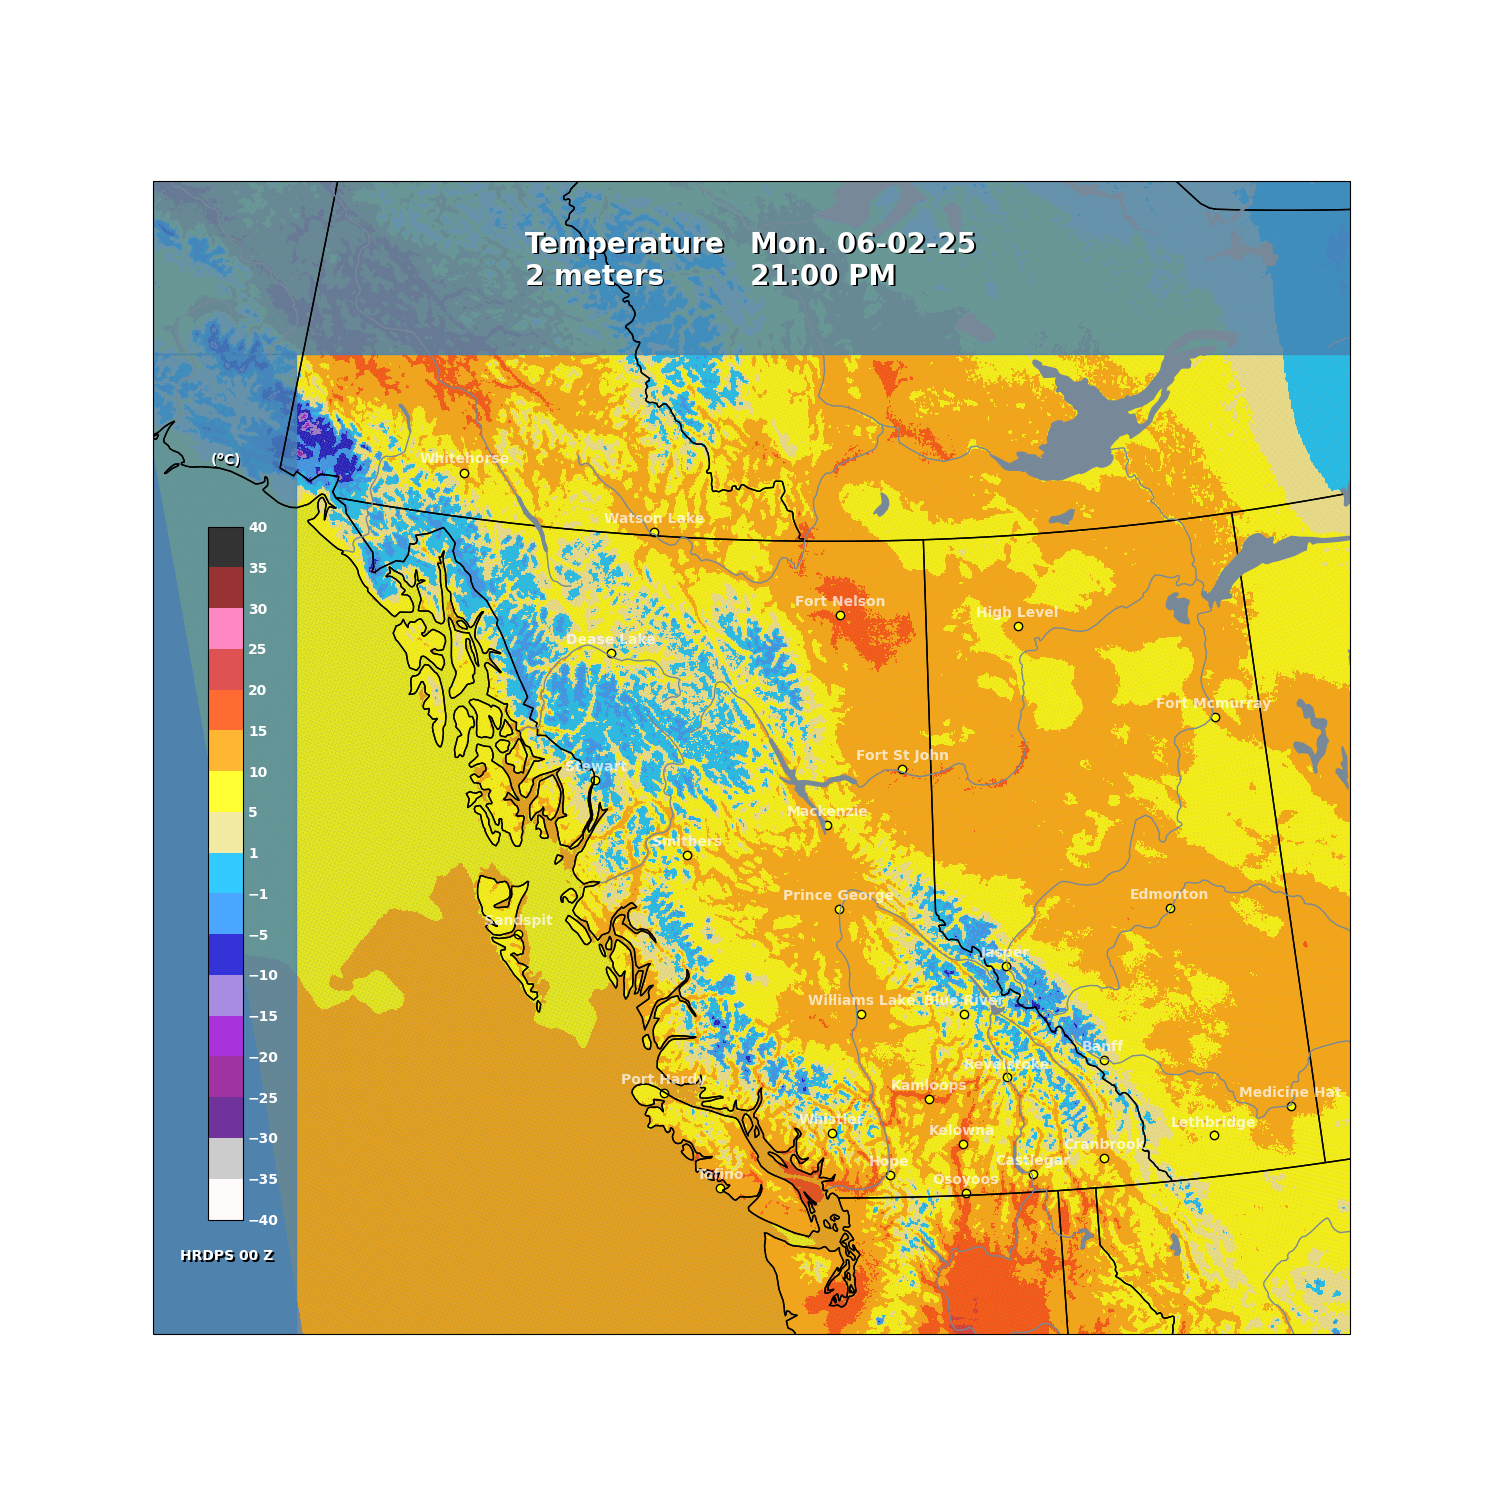 Temperature Mon. 06-02-25
2 meters 21:00 PM
(°C)
Whitehorse
Watson Lake
40
35
30
25
20
15
10
5
1
−1
−5
−10
−15
−20
−25
−30
−35
−40
Fort Nelson
High Level
Dease Lake
Fort Mcmurray
Fort St John
Stewart
Mackenzie
Smithers
Prince George
Edmonton
Sandspit
Jasper
Williams Lake
Blue River
Banff
Revelstoke
Port Hardy
Kamloops
Medicine Hat
Whistler
Lethbridge
Kelowna
Cranbrook
Hope
Castlegar
Tofino
Osoyoos
HRDPS 00 Z